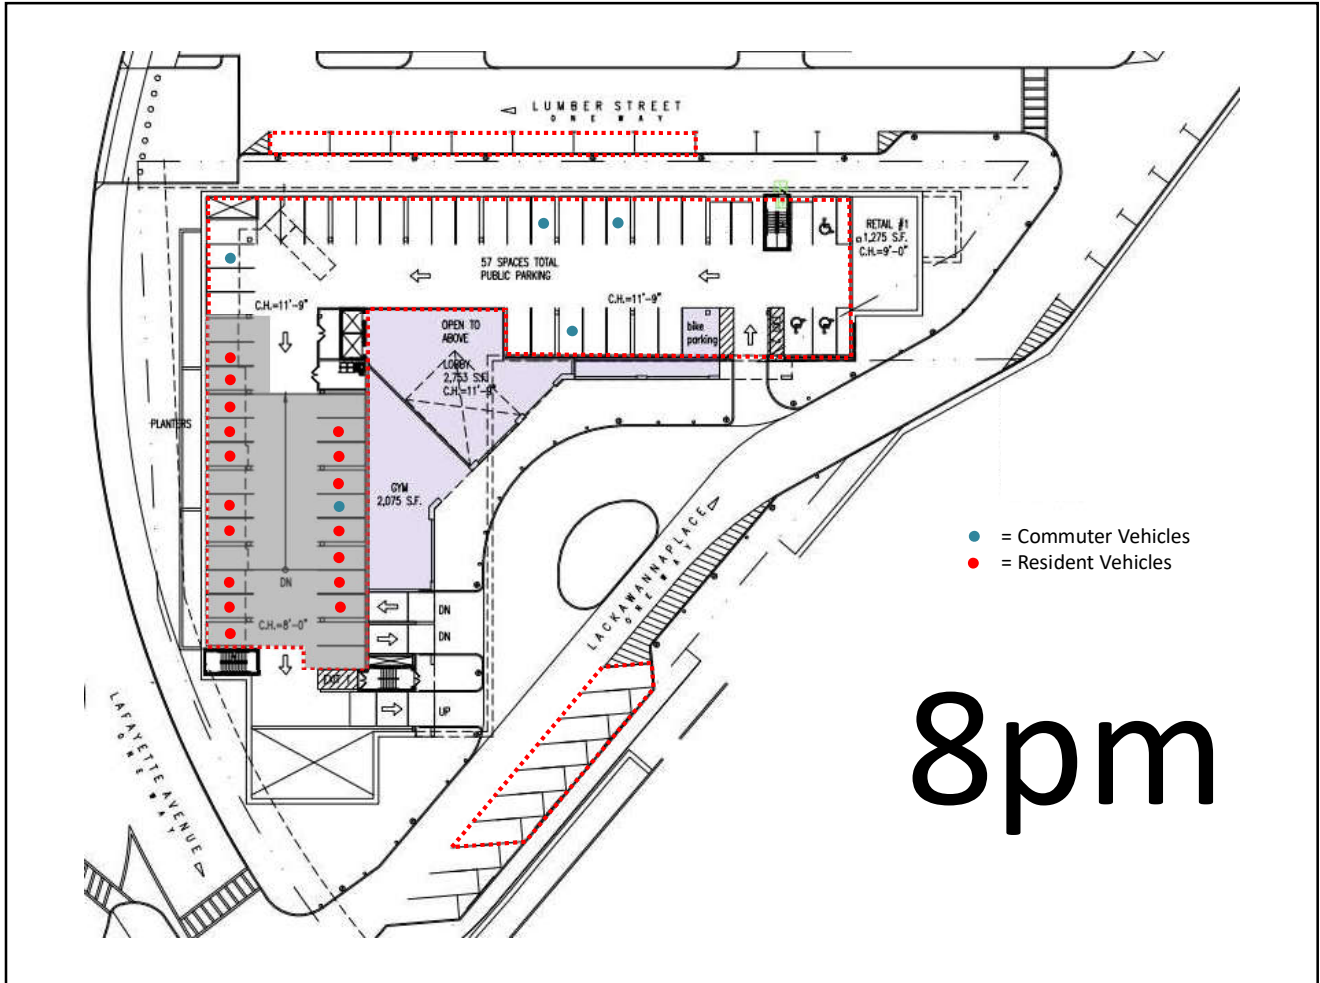 LUMBER STREET
ONE WAY
RETAIL #1
1,275 S.F.
C.H.=9'-0"
57 SPACES TOTAL
PUBLIC PARKING
C.H.=11'-9"
C.H.=11'-9"
OPEN TO
ABOVE
bike
parking
LOBBY
2,753 S.F.
C.H.=11'-9"
PLANTERS
GYM
2,075 S.F.
= Commuter Vehicles
= Resident Vehicles
LACKAWANNA PLACE
ONE WAY
DN
DN
C.H.=8'-0"
DN
EXIT
UP
LAFAYETTE AVENUE
ONE WAY
8pm